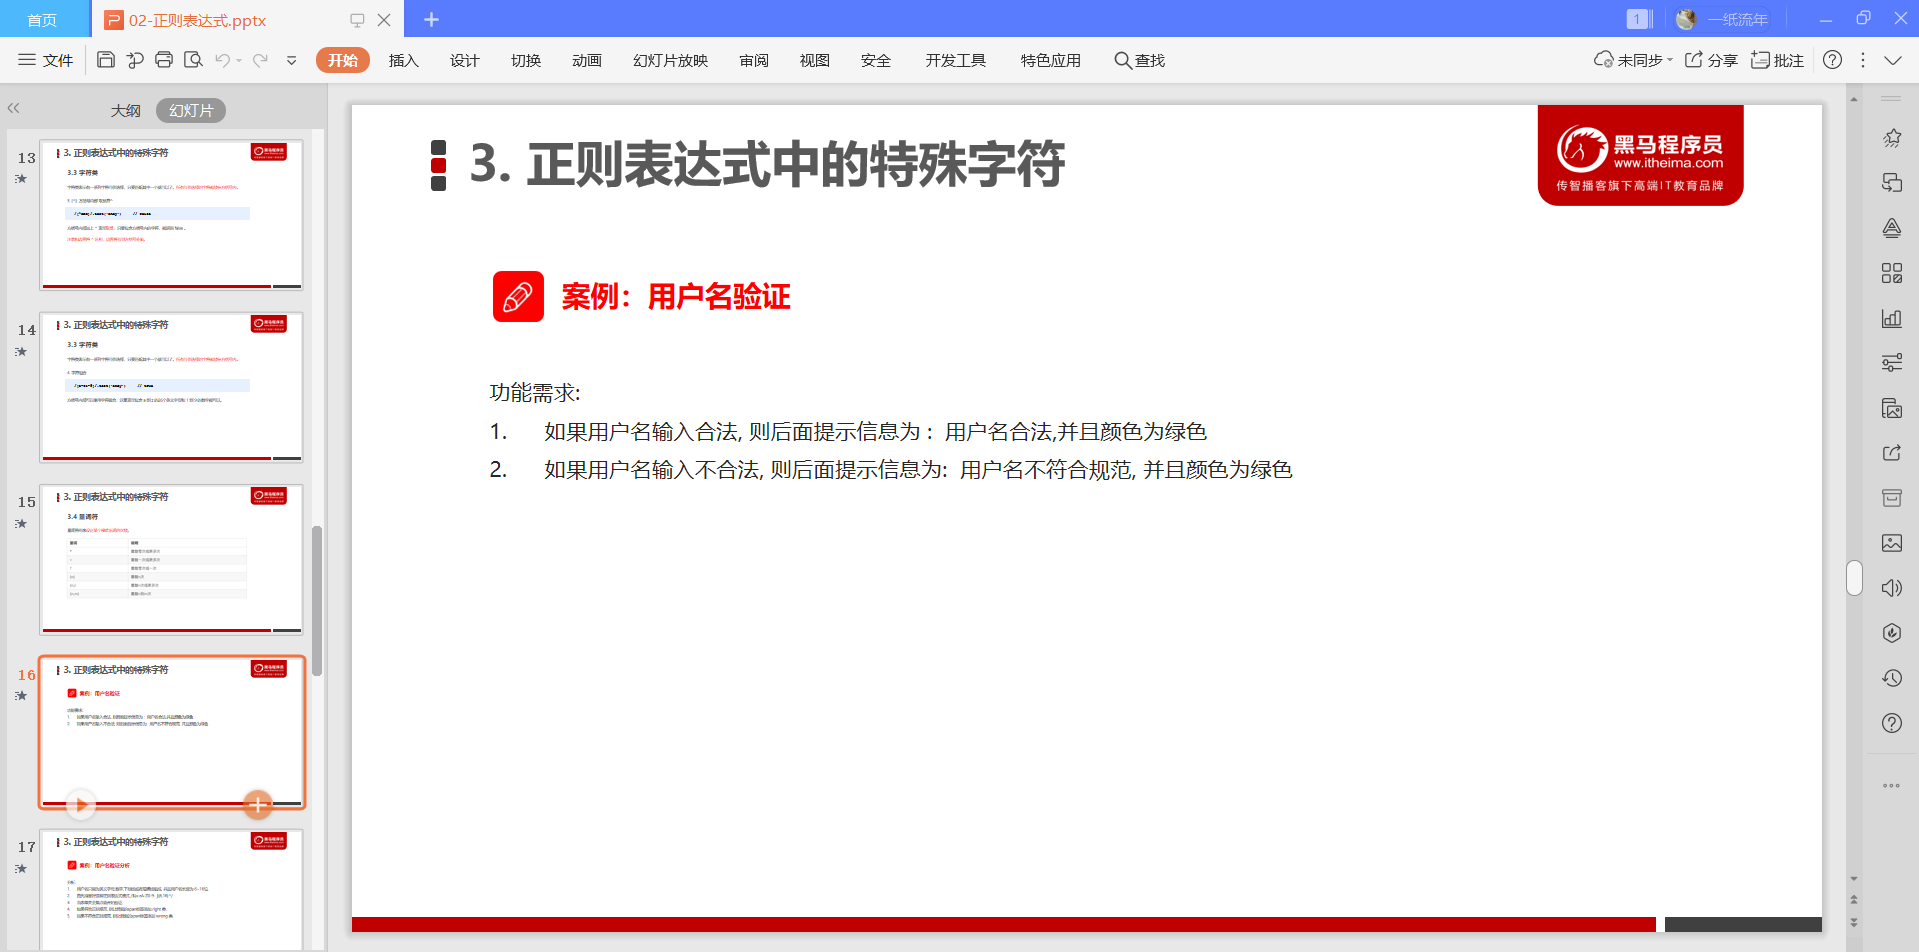 首页
02-正则表达式.pptx
1
一纸流年
文件
开始
插入
设计
切换
动画
幻灯片放映
审阅
视图
安全
开发工具
特色应用
查找
未同步
分享
批注
大纲
幻灯片
13
3. 正则表达式中的特殊字符
3.3 字符类
14
3. 正则表达式中的特殊字符
3.3 字符类
15
3. 正则表达式中的特殊字符
3.4 量词符
16
3. 正则表达式中的特殊字符
案例：用户名验证
17
3. 正则表达式中的特殊字符
案例：用户名验证分析
3. 正则表达式中的特殊字符
黑马程序员
www.itheima.com
传智播客旗下高端IT教育品牌
案例：用户名验证
功能需求:
1. 如果用户名输入合法, 则后面提示信息为： 用户名合法,并且颜色为绿色
2. 如果用户名输入不合法, 则后面提示信息为: 用户名不符合规范, 并且颜色为绿色